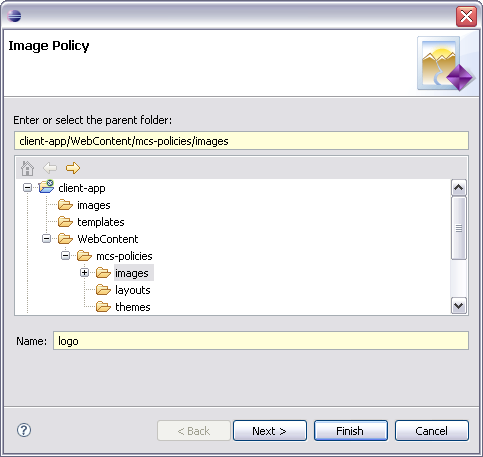 Image Policy
Enter or select the parent folder:
client-app/WebContent/mcs-policies/images
client-app
images
templates
WebContent
mcs-policies
images
layouts
themes
Name: logo
? < Back Next > Finish Cancel